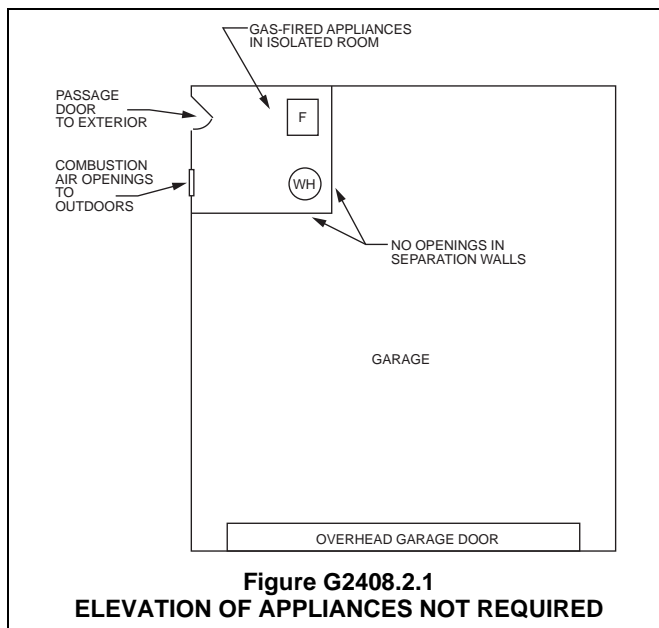 GAS-FIRED APPLIANCES
IN ISOLATED ROOM
PASSAGE
DOOR
TO EXTERIOR
F
COMBUSTION
AIR OPENINGS
TO
OUTDOORS
WH
NO OPENINGS IN
SEPARATION WALLS
GARAGE
OVERHEAD GARAGE DOOR
Figure G2408.2.1
ELEVATION OF APPLIANCES NOT REQUIRED